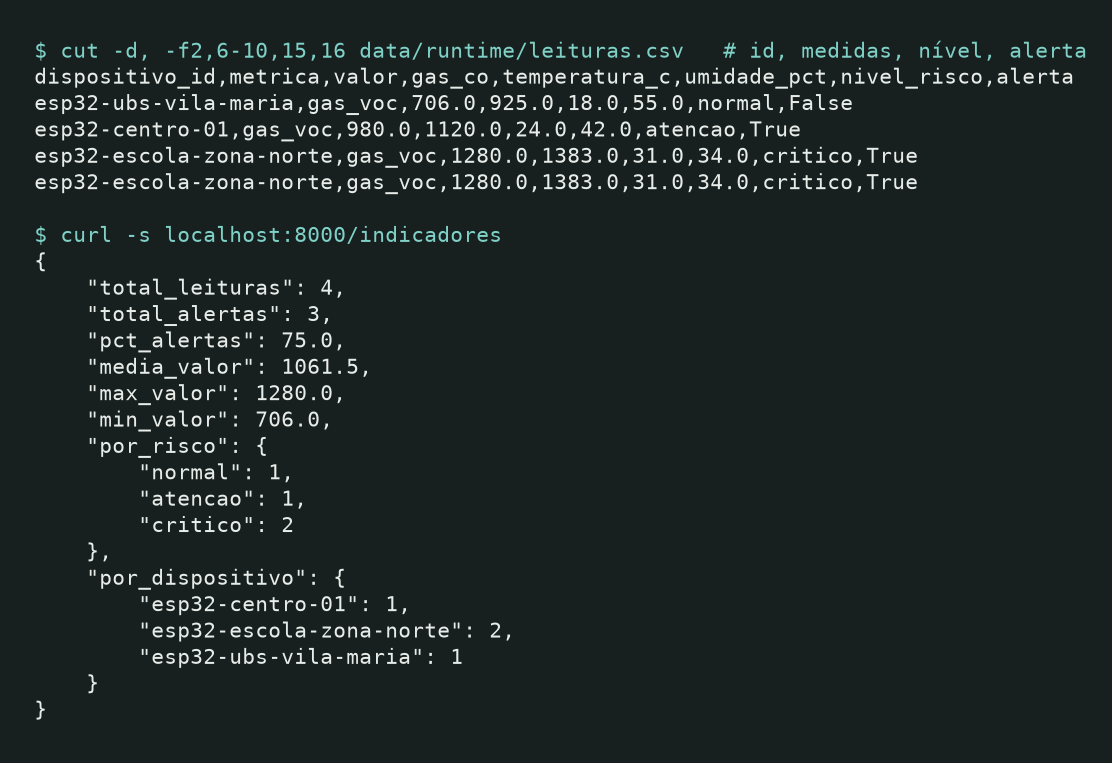 $ cut -d, -f2,6-10,15,16 data/runtime/leituras.csv   # id, medidas, nível, alerta
dispositivo_id,metrica,valor,gas_co,temperatura_c,umidade_pct,nivel_risco,alerta
esp32-ubs-vila-maria,gas_voc,706.0,925.0,18.0,55.0,normal,False
esp32-centro-01,gas_voc,980.0,1120.0,24.0,42.0,atencao,True
esp32-escola-zona-norte,gas_voc,1280.0,1383.0,31.0,34.0,critico,True
esp32-escola-zona-norte,gas_voc,1280.0,1383.0,31.0,34.0,critico,True

$ curl -s localhost:8000/indicadores
{
    "total_leituras": 4,
    "total_alertas": 3,
    "pct_alertas": 75.0,
    "media_valor": 1061.5,
    "max_valor": 1280.0,
    "min_valor": 706.0,
    "por_risco": {
        "normal": 1,
        "atencao": 1,
        "critico": 2
    },
    "por_dispositivo": {
        "esp32-centro-01": 1,
        "esp32-escola-zona-norte": 2,
        "esp32-ubs-vila-maria": 1
    }
}